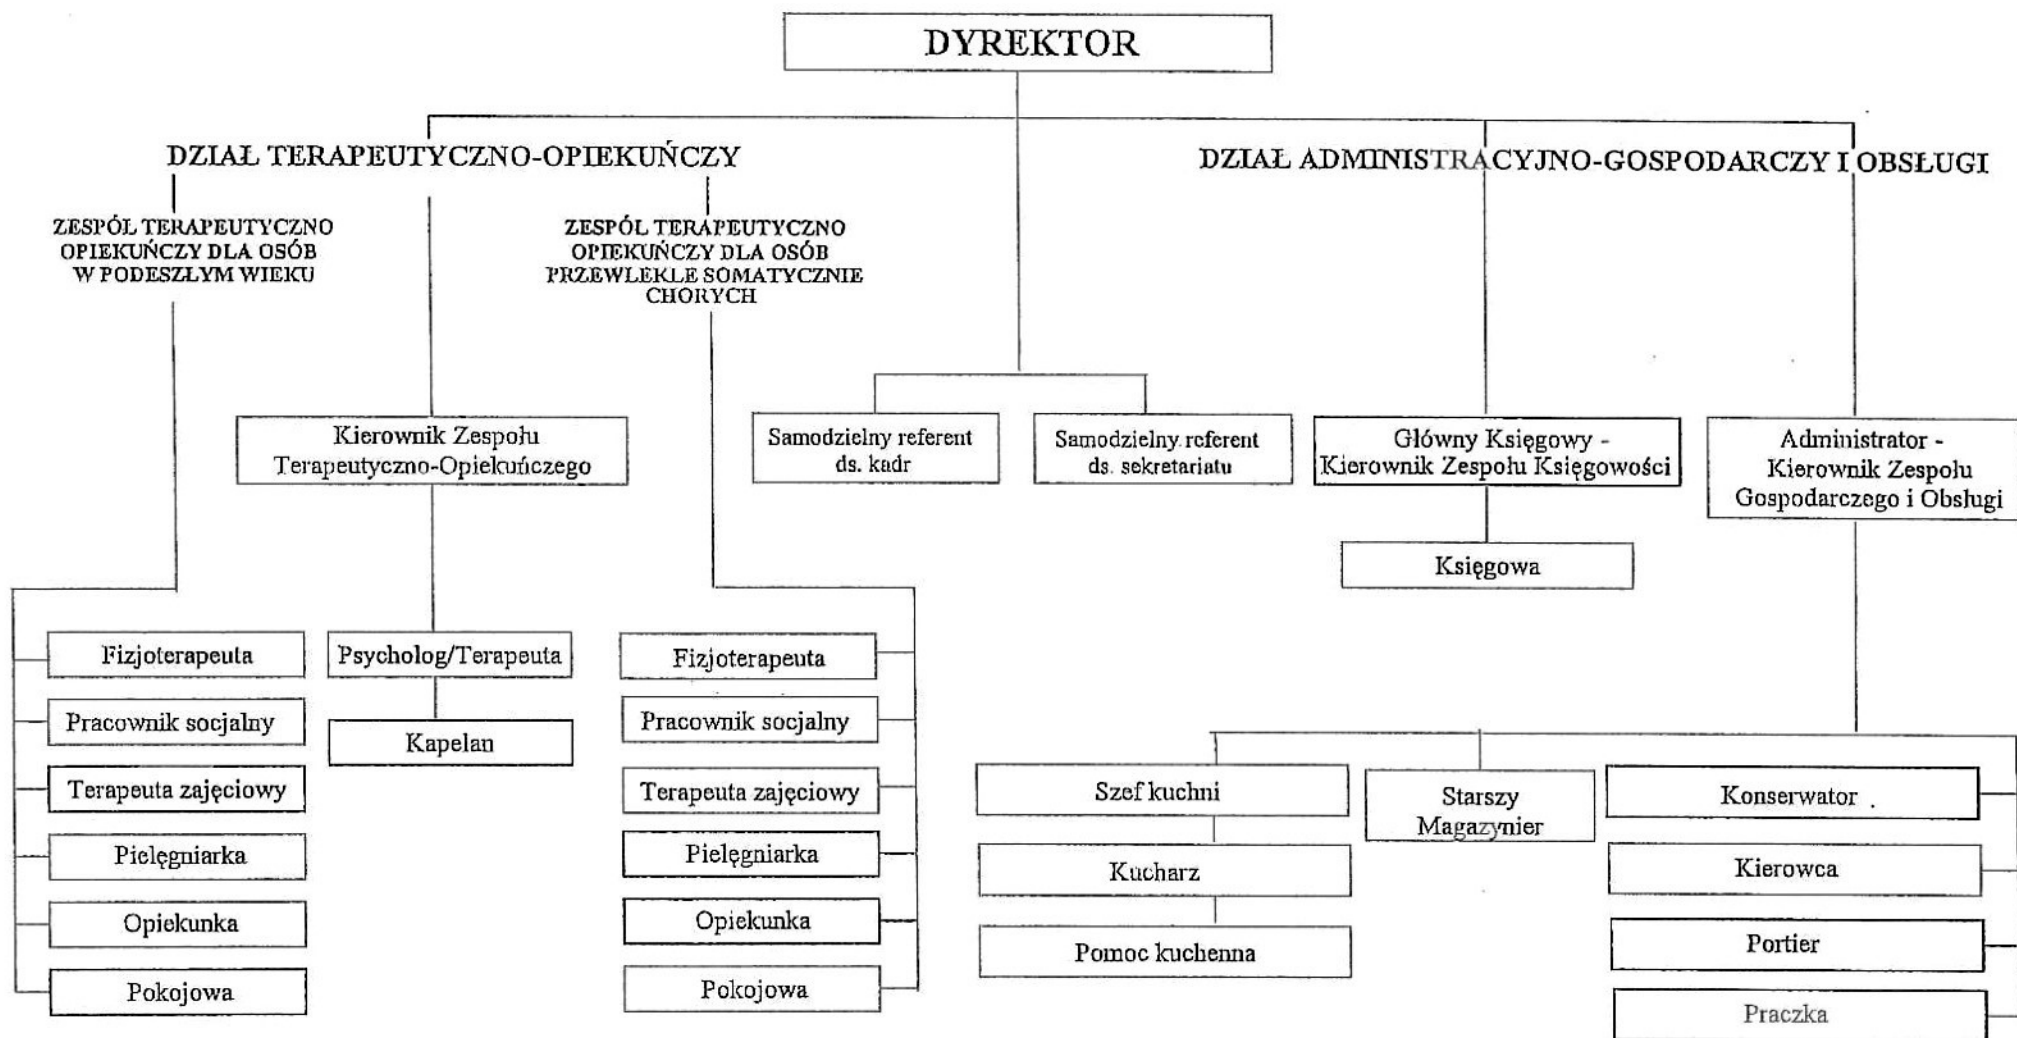 DYREKTOR
DZIAŁ TERAPEUTYCZNO-OPIEKUŃCZY
DZIAŁ ADMINISTRACYJNO-GOSPODARCZY I OBSŁUGI
ZESPÓL TERAPEUTYCZNO
OPIEKUŃCZY DLA OSÓB
W PODESZŁYM WIEKU
ZESPÓL TERAPEUTYCZNO
OPIEKUŃCZY DLA OSÓB
PRZEWLEKLE SOMATYCZNIE
CHORYCH
Kierownik Zespołu
Terapeutyczno-Opiekuńczego
Samodzielny referent
ds. kadr
Samodzielny referent
ds. sekretariatu
Główny Księgowy -
Kierownik Zespołu Księgowości
Administrator -
Kierownik Zespołu
Gospodarczego i Obsługi
Księgowa
Fizjoterapeuta
Pracownik socjalny
Terapeuta zajęciowy
Pielęgniarka
Opiekunka
Pokojowa
Psycholog/Terapeuta
Kapelan
Fizjoterapeuta
Pracownik socjalny
Terapeuta zajęciowy
Pielęgniarka
Opiekunka
Pokojowa
Szef kuchni
Kucharz
Pomoc kuchenna
Starszy
Magazynier
Konserwator
Kierowca
Portier
Praczka